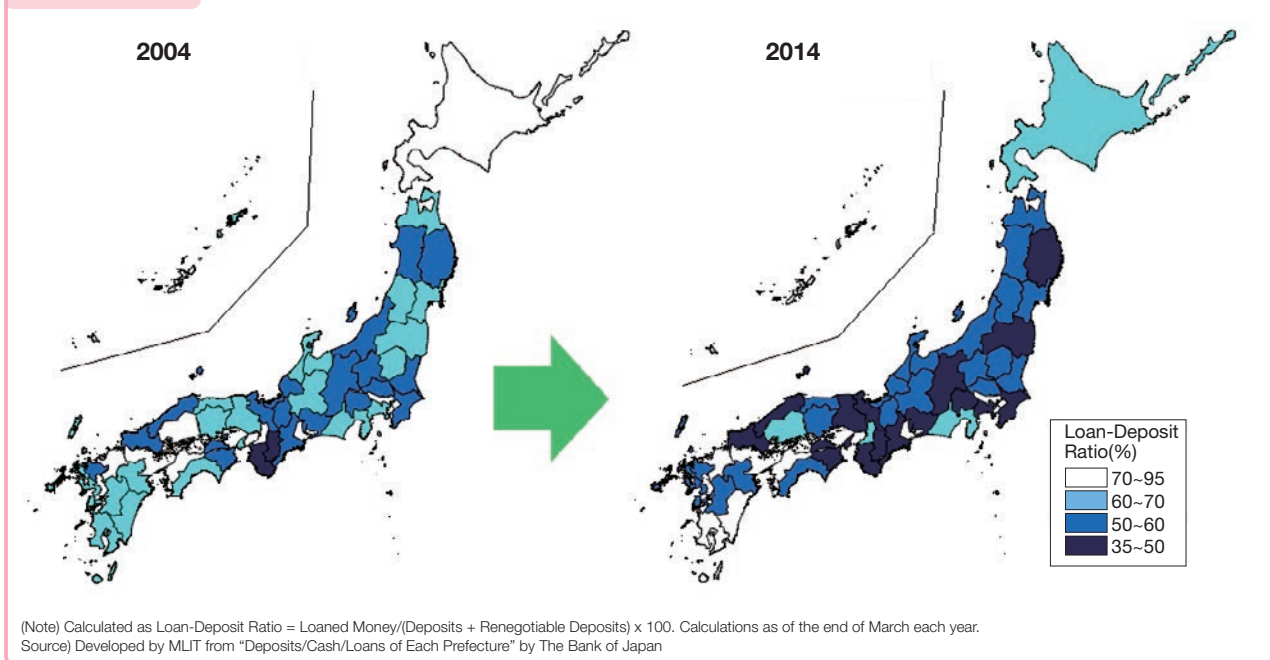 2004
2014
Loan-Deposit
Ratio(%)
70~95
60~70
50~60
35~50
(Note) Calculated as Loan-Deposit Ratio = Loaned Money/(Deposits + Renegotiable Deposits) x 100. Calculations as of the end of March each year.
Source) Developed by MLIT from “Deposits/Cash/Loans of Each Prefecture” by The Bank of Japan